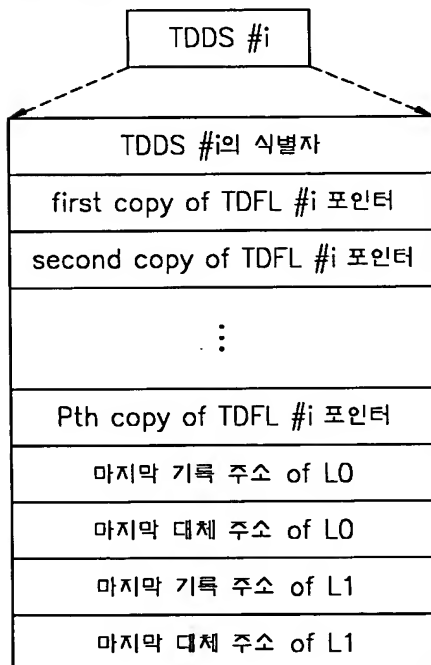 TDDS #i
TDDS #i의 식별자
first copy of TDFL #i 포인터
second copy of TDFL #i 포인터
⋮
Pth copy of TDFL #i 포인터
마지막 기록 주소 of L0
마지막 대체 주소 of L0
마지막 기록 주소 of L1
마지막 대체 주소 of L1